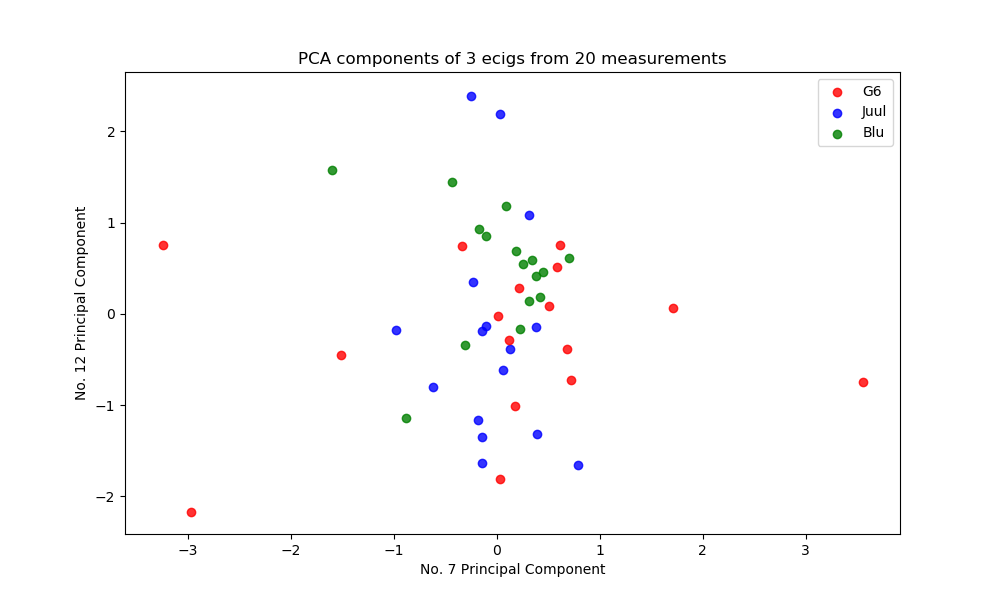 PCA components of 3 ecigs from 20 measurements
G6
Juul
Blu
No. 12 Principal Component
2
1
0
−1
−2
−3
−2
−1
0
1
2
3
No. 7 Principal Component